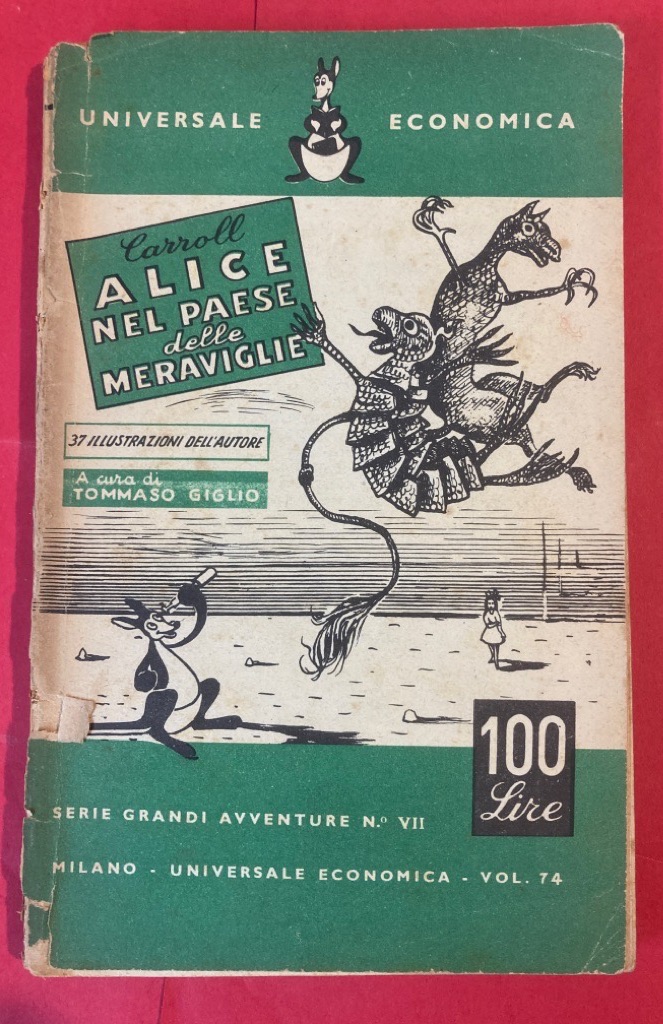 UNIVERSALE ECONOMICA
Carroll
ALICE
NEL PAESE
delle
MERAVIGLIE
37 ILLUSTRAZIONI DELL'AUTORE
A cura di
TOMMASO GIGLIO
100
Lire
SERIE GRANDI AVVENTURE N.º VII
MILANO - UNIVERSALE ECONOMICA - VOL. 74